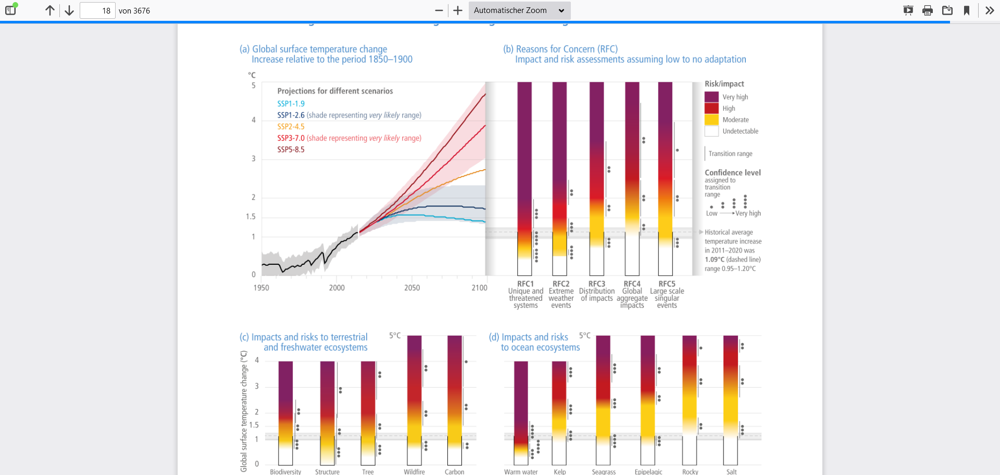 18 von 3676 Automatischer Zoom
(a) Global surface temperature change
Increase relative to the period 1850–1900
°C
5
4
3
2
1.5
1
0
1950 2000 2050 2100
Projections for different scenarios
SSP1-1.9
SSP1-2.6 (shade representing very likely range)
SSP2-4.5
SSP3-7.0 (shade representing very likely range)
SSP5-8.5
(b) Reasons for Concern (RFC)
Impact and risk assessments assuming low to no adaptation
RFC1
Unique and
threatened
systems
RFC2
Extreme
weather
events
RFC3
Distribution
of impacts
RFC4
Global
aggregate
impacts
RFC5
Large scale
singular
events
Risk/impact
Very high
High
Moderate
Undetectable
Transition range
Confidence level
assigned to
transition
range
Low Very high
Historical average
temperature increase
in 2011–2020 was
1.09°C (dashed line)
range 0.95–1.20°C
(c) Impacts and risks to terrestrial
and freshwater ecosystems
Global surface temperature change (°C)
5°C
4
3
2
1.5
1
0
Biodiversity Structure Tree Wildfire Carbon
(d) Impacts and risks
to ocean ecosystems
5°C
Warm water Kelp Seagrass Epipelagic Rocky Salt